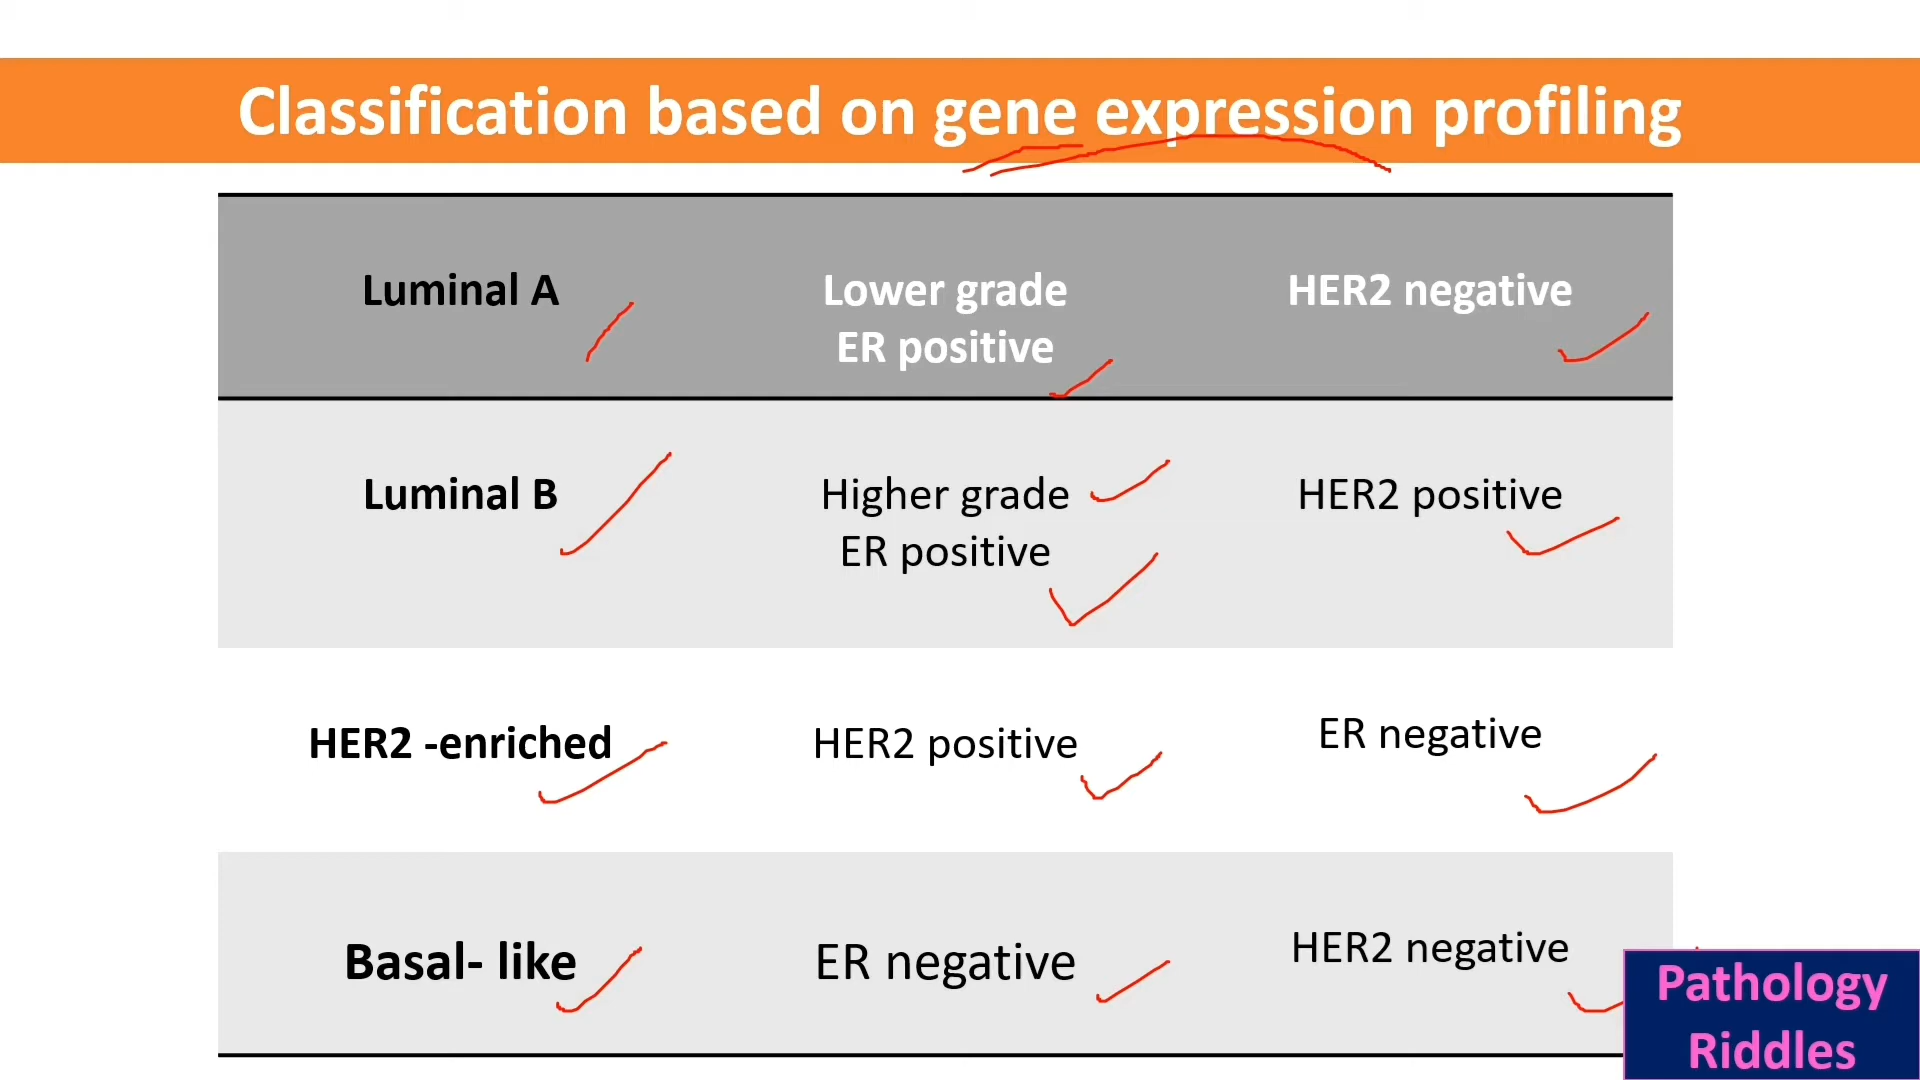 Classification based on gene expression profiling
Luminal A
Lower grade
ER positive
HER2 negative
Luminal B
Higher grade
ER positive
HER2 positive
HER2 -enriched
HER2 positive
ER negative
Basal- like
ER negative
HER2 negative
Pathology
Riddles